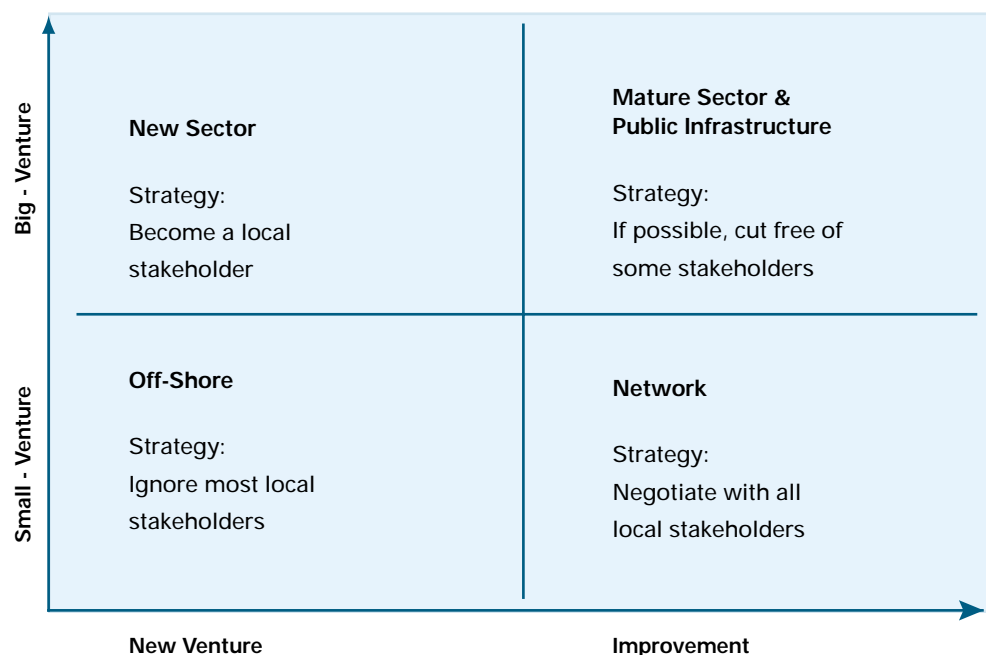 Big - Venture
New Sector
Strategy:
Become a local
stakeholder
Mature Sector &
Public Infrastructure
Strategy:
If possible, cut free of
some stakeholders
Small - Venture
Off-Shore
Strategy:
Ignore most local
stakeholders
Network
Strategy:
Negotiate with all
local stakeholders
New Venture
Improvement